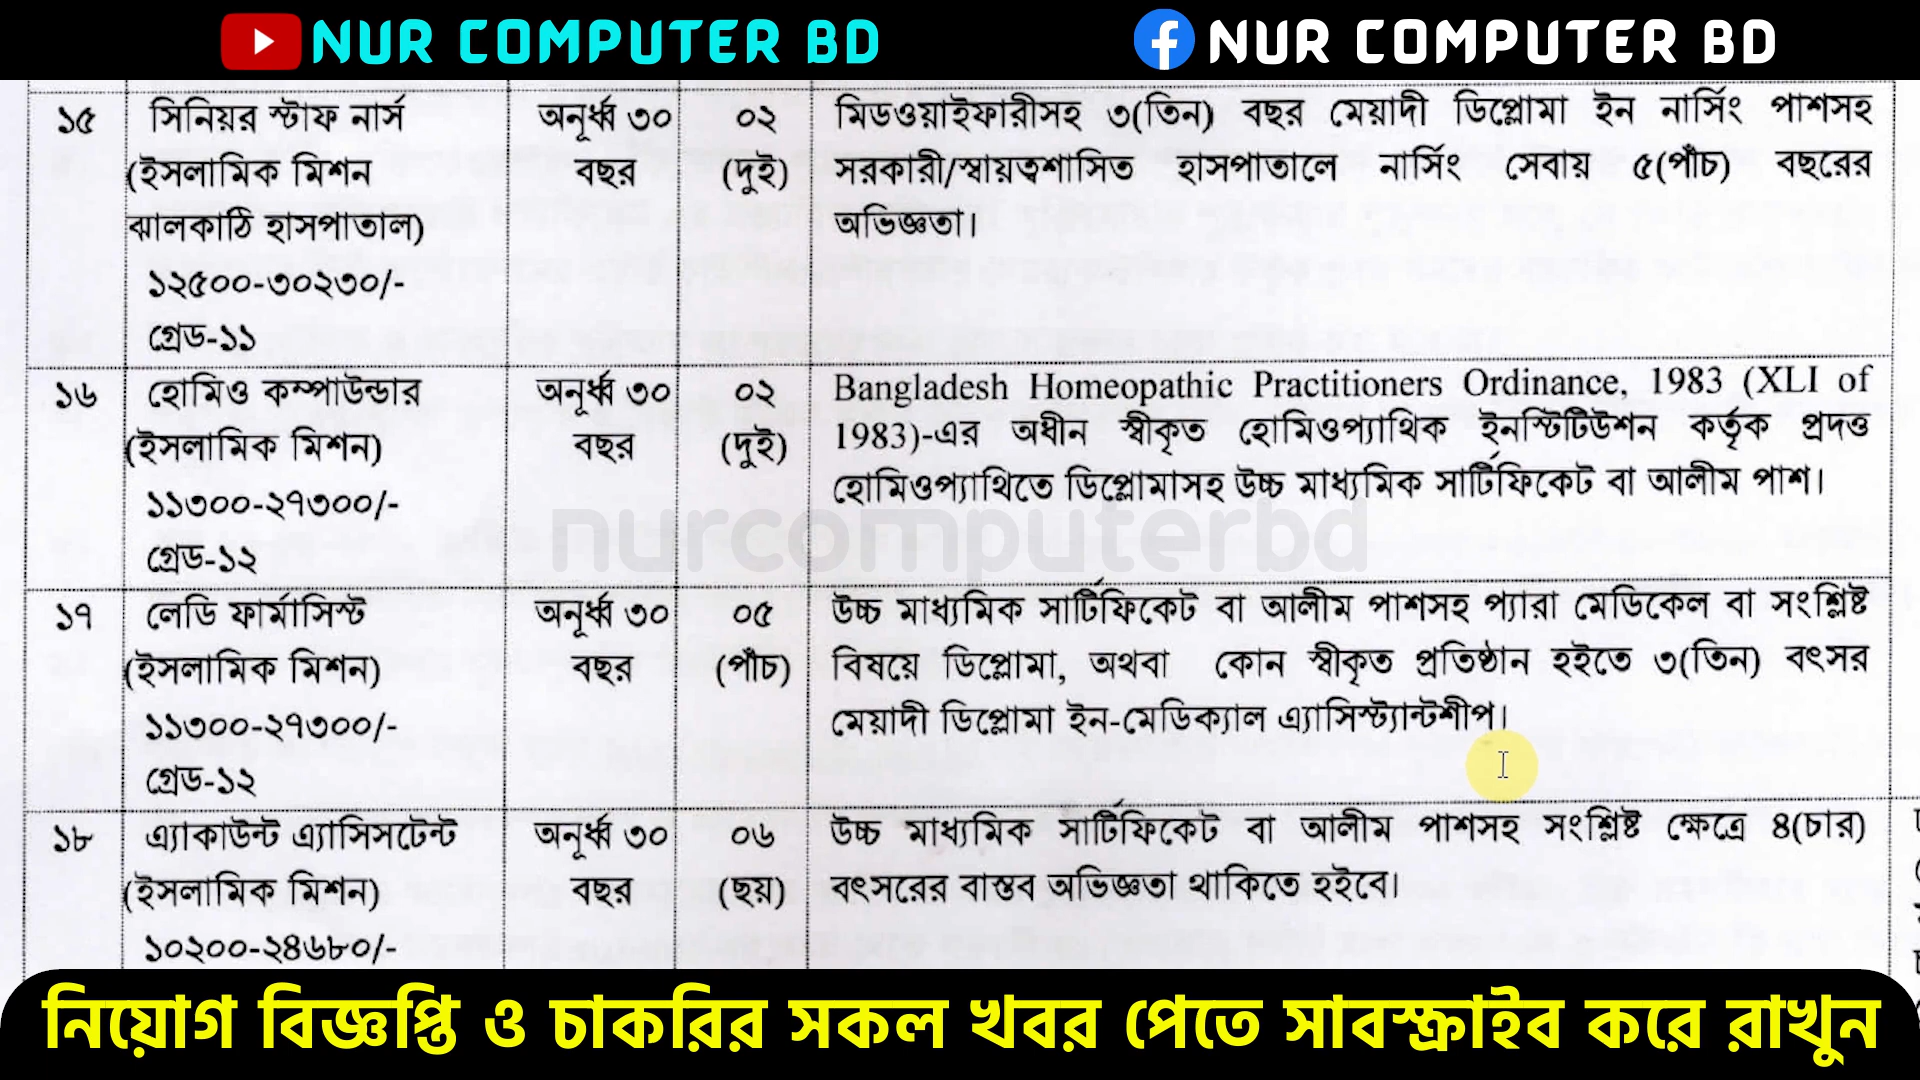 NUR COMPUTER BD
NUR COMPUTER BD
১৫
সিনিয়র স্টাফ নার্স
(ইসলামিক মিশন
ঝালকাঠি হাসপাতাল)
১২৫০০-৩০২৩০/-
গ্রেড-১১
অনূর্ধ্ব ৩০
বছর
০২
(দুই)
মিডওয়াইফারীসহ ৩(তিন) বছর মেয়াদী ডিপ্লোমা ইন নার্সিং পাশসহ
সরকারী/স্বায়ত্বশাসিত হাসপাতালে নার্সিং সেবায় ৫(পাঁচ) বছরের
অভিজ্ঞতা।
১৬
হোমিও কম্পাউন্ডার
(ইসলামিক মিশন)
১১৩০০-২৭৩০০/-
গ্রেড-১২
অনূর্ধ্ব ৩০
বছর
০২
(দুই)
Bangladesh Homeopathic Practitioners Ordinance, 1983 (XLI of
1983)-এর অধীন স্বীকৃত হোমিওপ্যাথিক ইনস্টিটিউশন কর্তৃক প্রদত্ত
হোমিওপ্যাথিতে ডিপ্লোমাসহ উচ্চ মাধ্যমিক সার্টিফিকেট বা আলীম পাশ।
nurcomputerbd
১৭
লেডি ফার্মাসিস্ট
(ইসলামিক মিশন)
১১৩০০-২৭৩০০/-
গ্রেড-১২
অনূর্ধ্ব ৩০
বছর
০৫
(পাঁচ)
উচ্চ মাধ্যমিক সার্টিফিকেট বা আলীম পাশসহ প্যারা মেডিকেল বা সংশ্লিষ্ট
বিষয়ে ডিপ্লোমা, অথবা কোন স্বীকৃত প্রতিষ্ঠান হইতে ৩(তিন) বৎসর
মেয়াদী ডিপ্লোমা ইন-মেডিক্যাল এ্যাসিস্ট্যান্টশীপ।
১৮
এ্যাকাউন্ট এ্যাসিসটেন্ট
(ইসলামিক মিশন)
১০২০০-২৪৬৮০/-
অনূর্ধ্ব ৩০
বছর
০৬
(ছয়)
উচ্চ মাধ্যমিক সার্টিফিকেট বা আলীম পাশসহ সংশ্লিষ্ট ক্ষেত্রে ৪(চার)
বৎসরের বাস্তব অভিজ্ঞতা থাকিতে হইবে।
নিয়োগ বিজ্ঞপ্তি ও চাকরির সকল খবর পেতে সাবস্ক্রাইব করে রাখুন